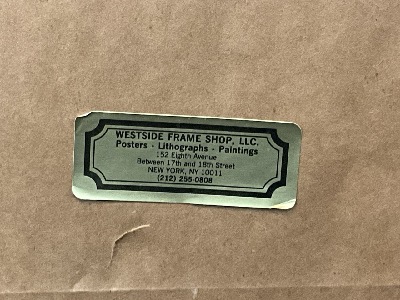 WESTSIDE FRAME SHOP, LLC.
Posters - Lithographs - Paintings
152 Eighth Avenue
Between 17th and 18th Street
NEW YORK, NY 10011
(212) 255-0808